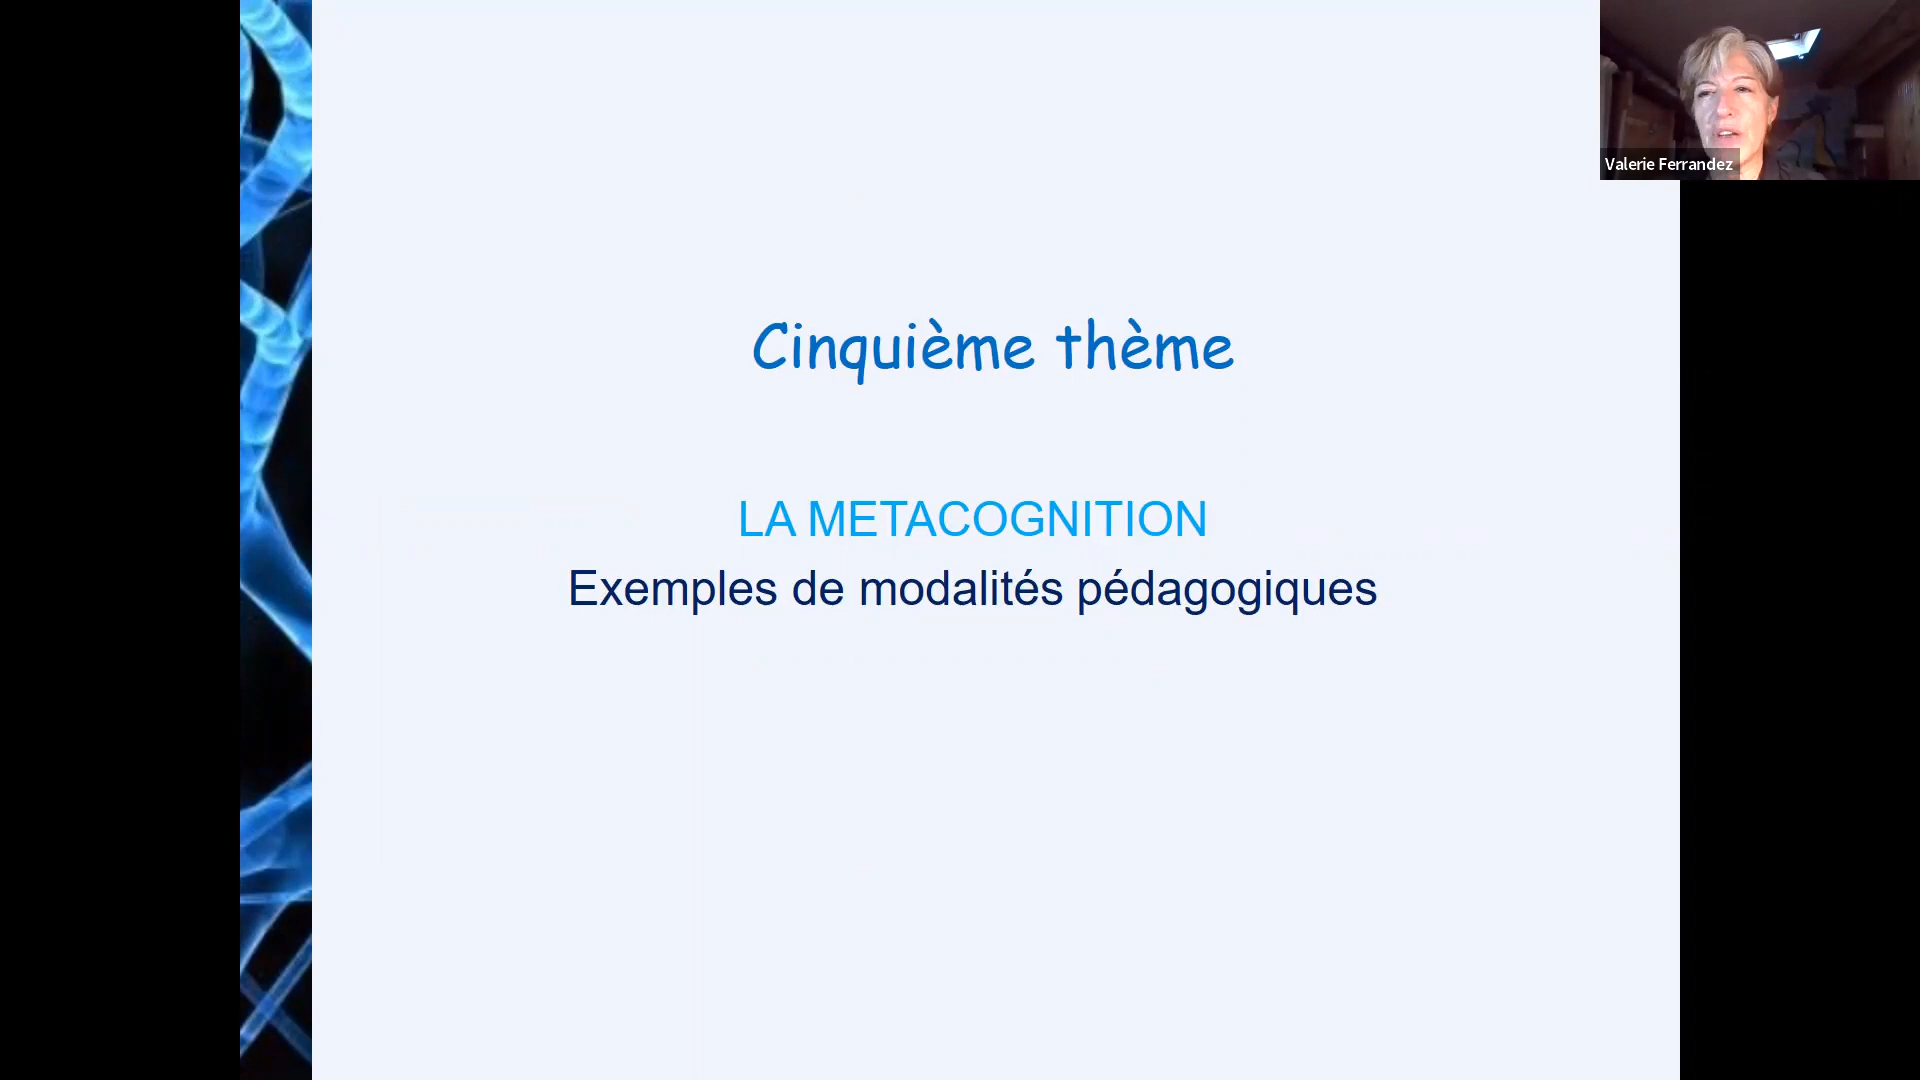 Cinquième thème
LA METACOGNITION
Exemples de modalités pédagogiques
Valerie Ferrandez